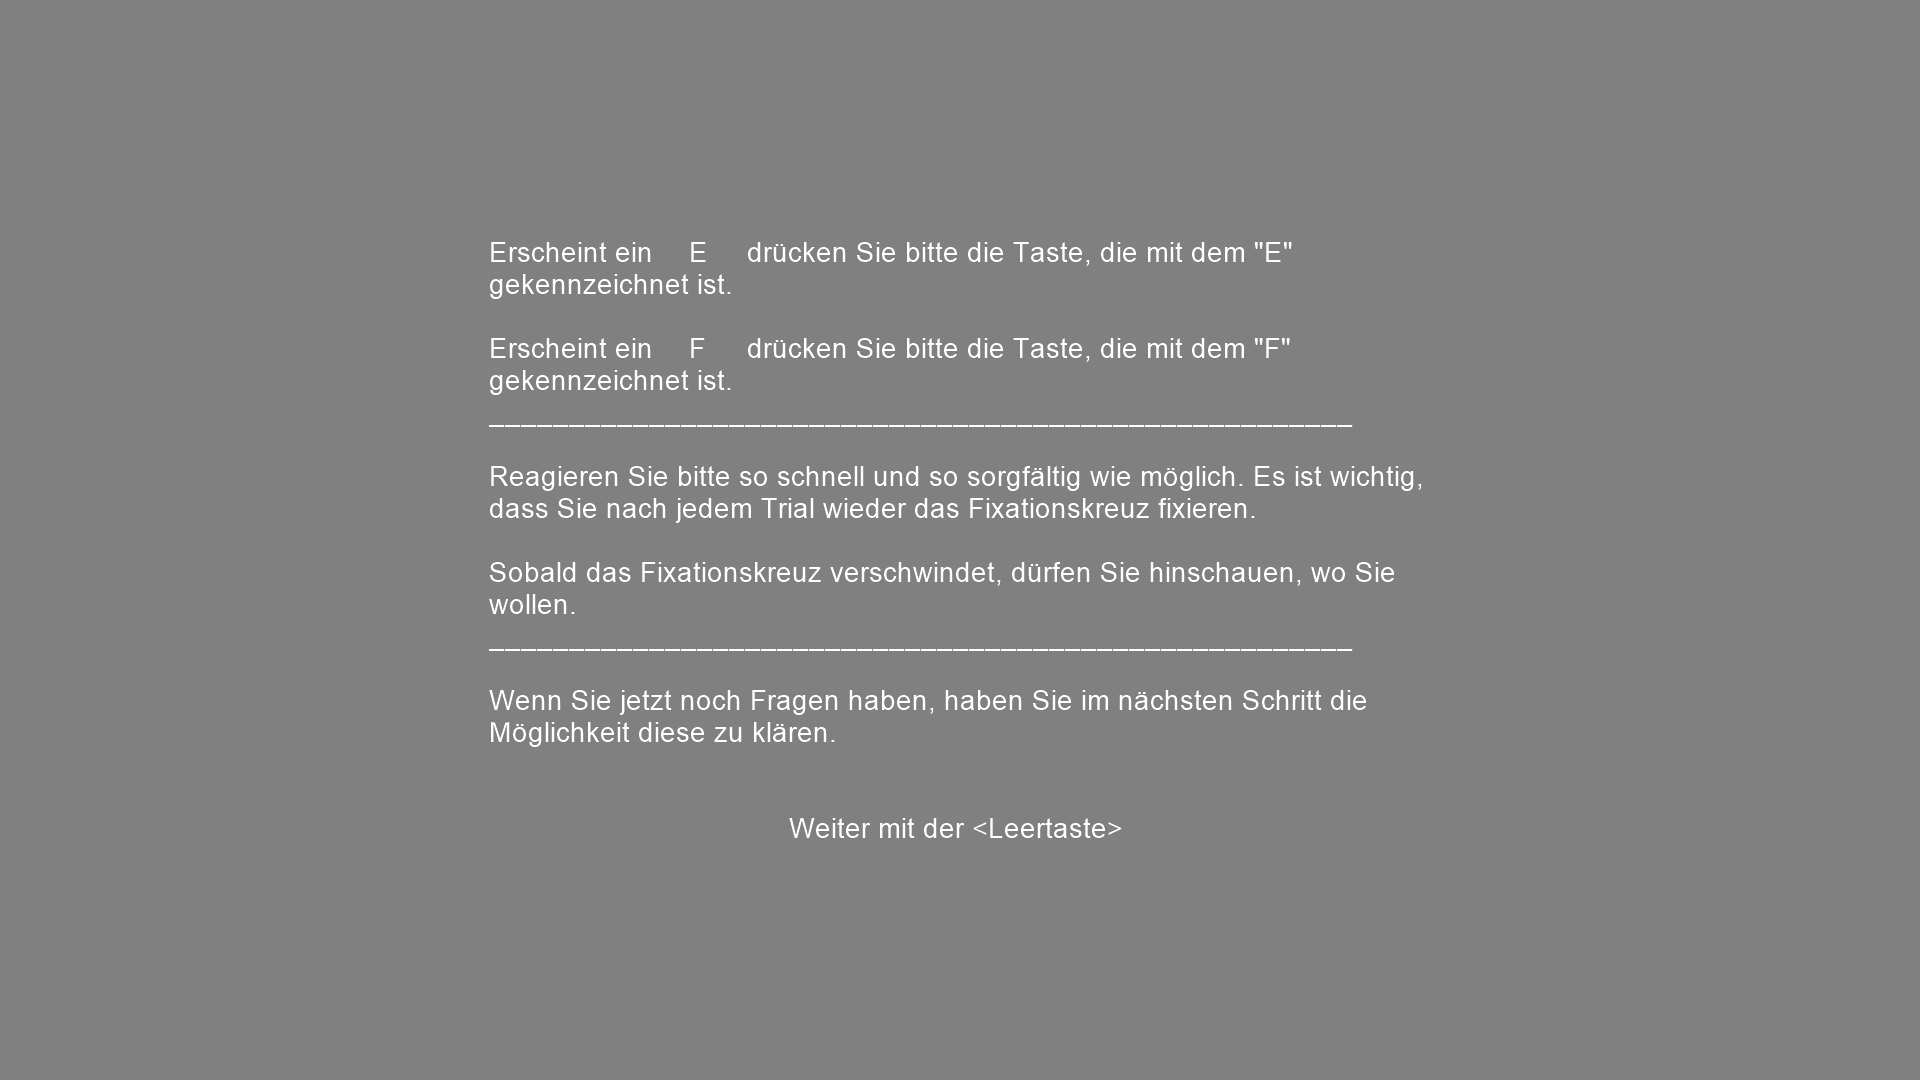 Erscheint ein     E     drücken Sie bitte die Taste, die mit dem "E"
gekennzeichnet ist.
Erscheint ein     F     drücken Sie bitte die Taste, die mit dem "F"
gekennzeichnet ist.
______________________________________________________
Reagieren Sie bitte so schnell und so sorgfältig wie möglich. Es ist wichtig,
dass Sie nach jedem Trial wieder das Fixationskreuz fixieren.
Sobald das Fixationskreuz verschwindet, dürfen Sie hinschauen, wo Sie
wollen.
______________________________________________________
Wenn Sie jetzt noch Fragen haben, haben Sie im nächsten Schritt die
Möglichkeit diese zu klären.
Weiter mit der <Leertaste>